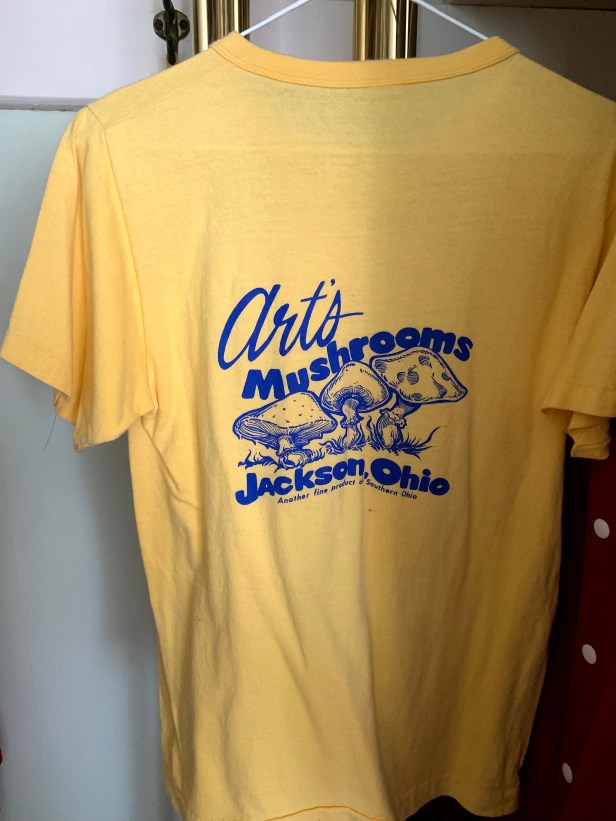 Art's
Mushrooms
Jackson, Ohio
Another fine product of Southern Ohio